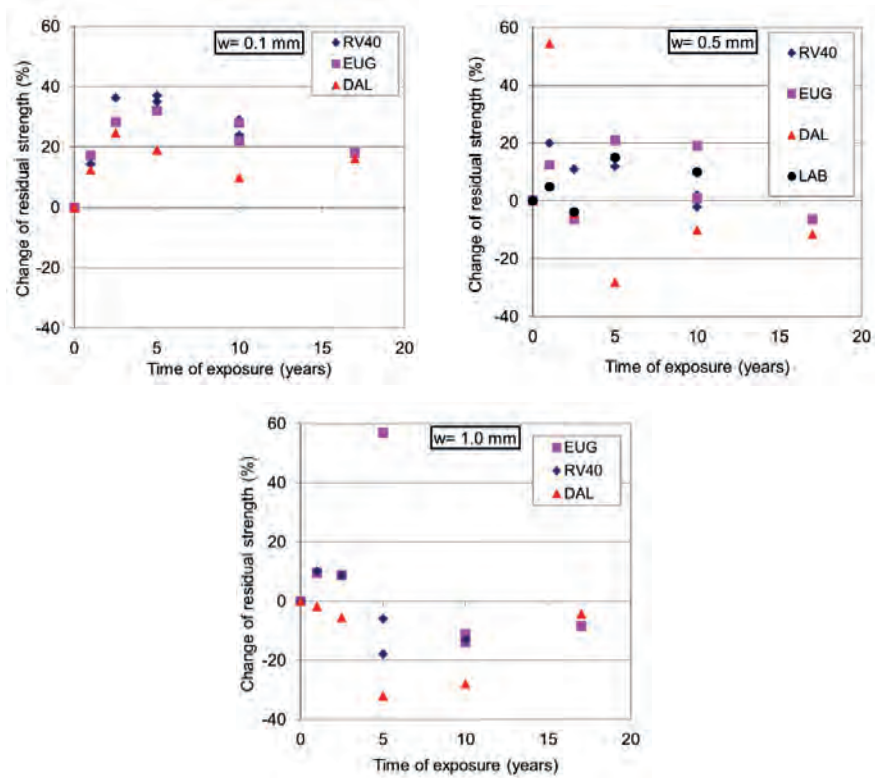 w= 0.1 mm
RV40
EUG
DAL
Change of residual strength (%)
60
40
20
0
-20
-40
0 5 10 15 20
Time of exposure (years)
w= 0.5 mm
RV40
EUG
DAL
LAB
Change of residual strength (%)
60
40
20
0
-20
-40
0 5 10 15 20
Time of exposure (years)
w= 1.0 mm
EUG
RV40
DAL
Change of residual strength (%)
60
40
20
0
-20
-40
0 5 10 15 20
Time of exposure (years)